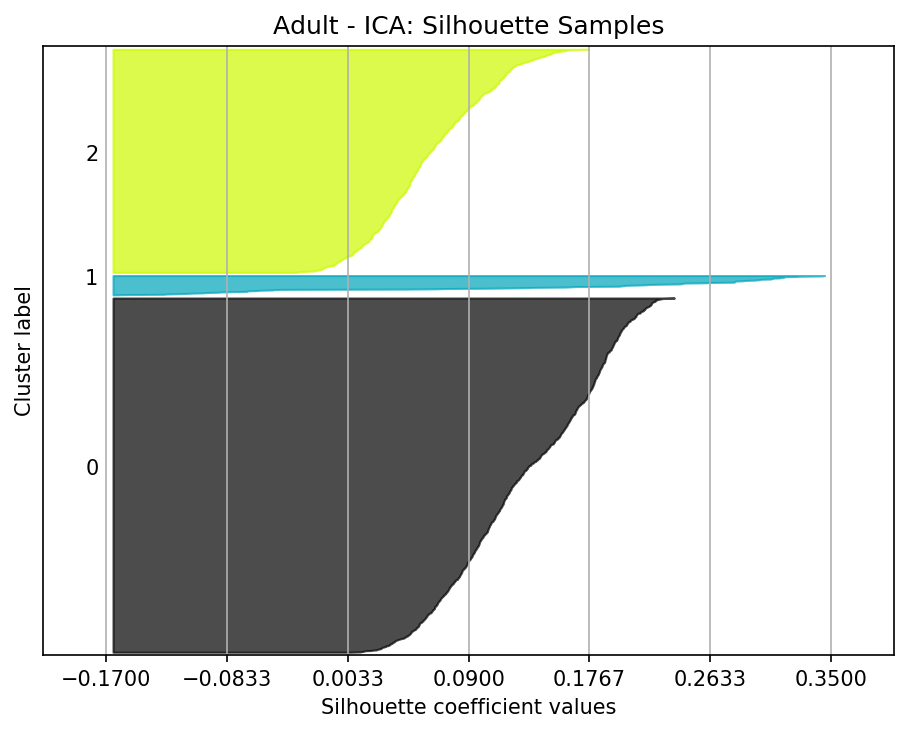 Adult - ICA: Silhouette Samples
Cluster label
2
1
0
−0.1700 −0.0833 0.0033 0.0900 0.1767 0.2633 0.3500
Silhouette coefficient values